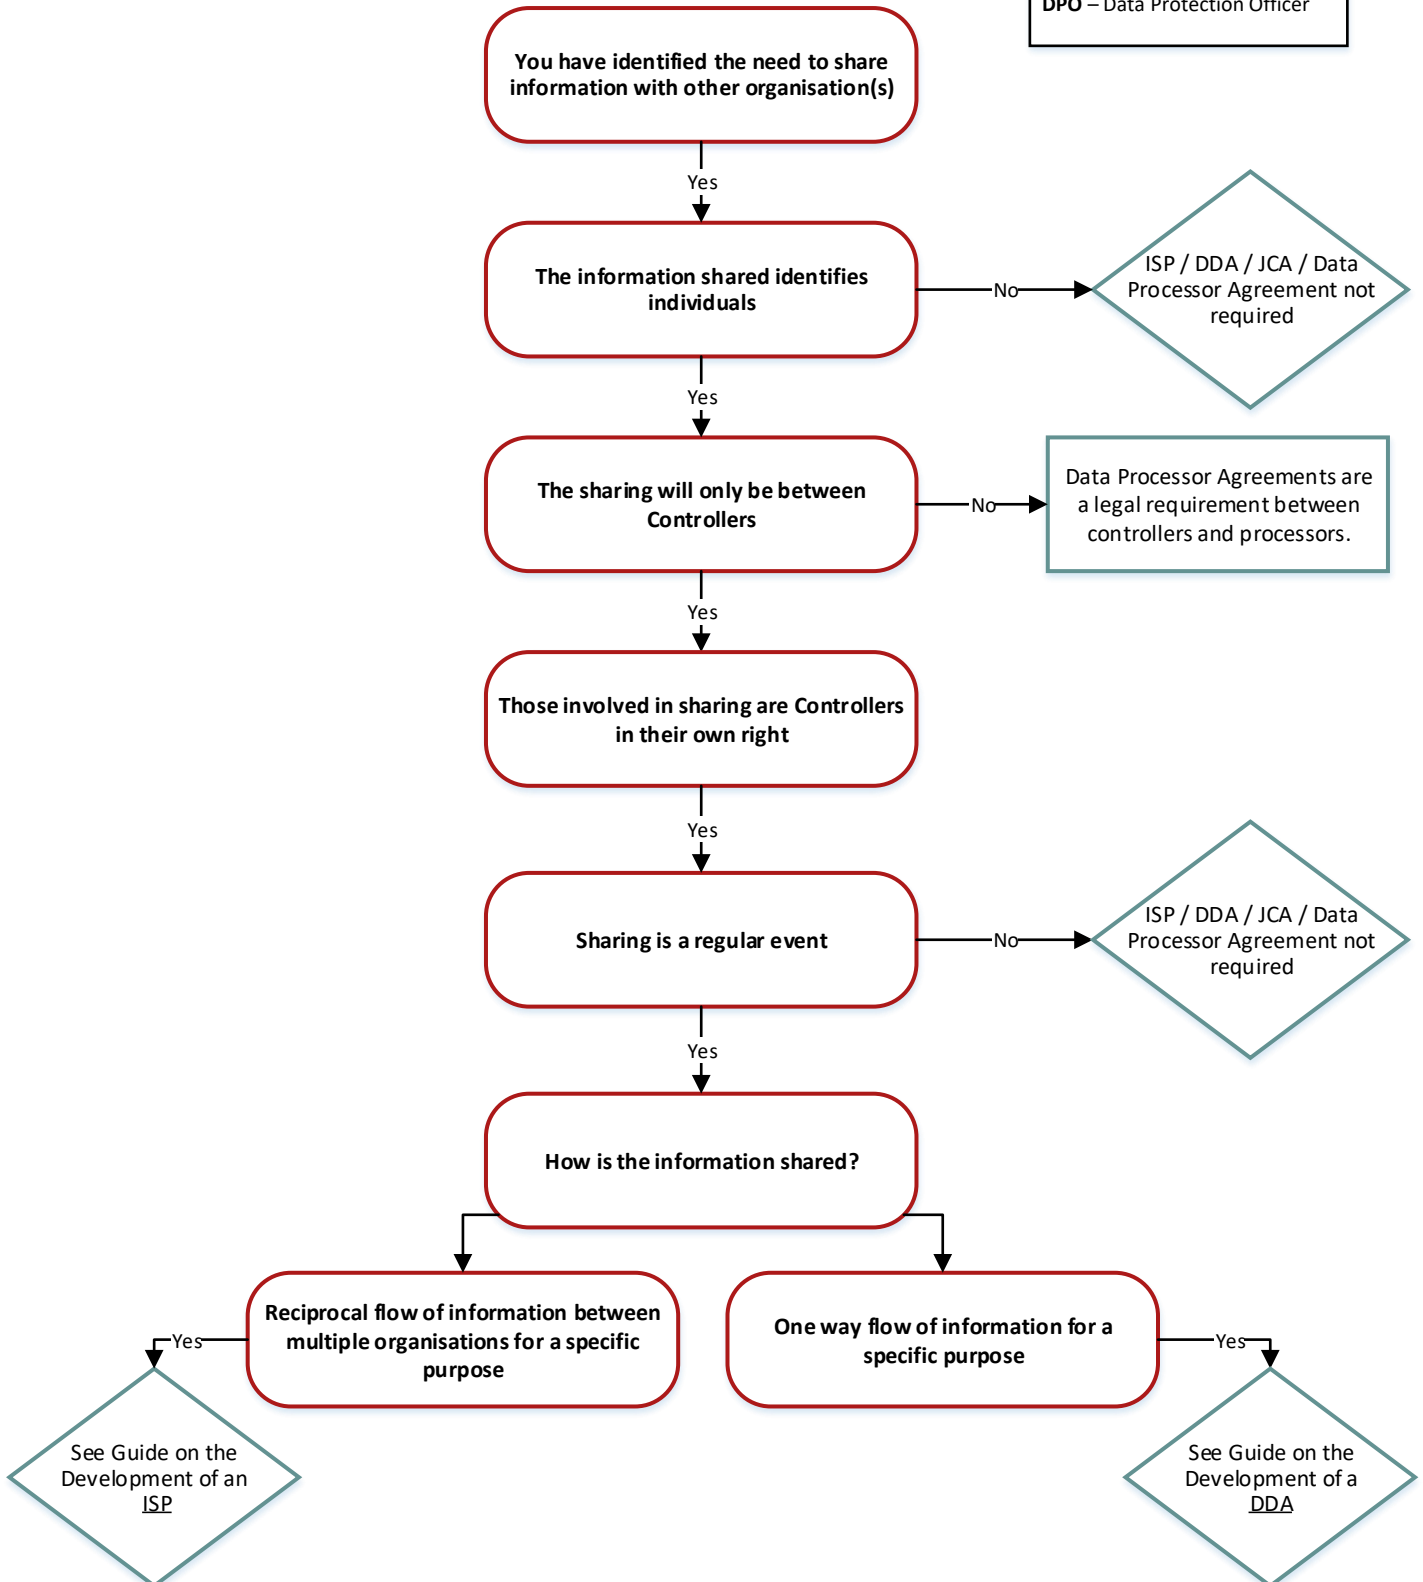 DPO – Data Protection Officer
You have identified the need to share
information with other organisation(s)
Yes
The information shared identifies
individuals
No
ISP / DDA / JCA / Data
Processor Agreement not
required
Yes
The sharing will only be between
Controllers
No
Data Processor Agreements are
a legal requirement between
controllers and processors.
Yes
Those involved in sharing are Controllers
in their own right
Yes
Sharing is a regular event
No
ISP / DDA / JCA / Data
Processor Agreement not
required
Yes
How is the information shared?
Reciprocal flow of information between
multiple organisations for a specific
purpose
One way flow of information for a
specific purpose
Yes
Yes
See Guide on the
Development of an
ISP
See Guide on the
Development of a
DDA